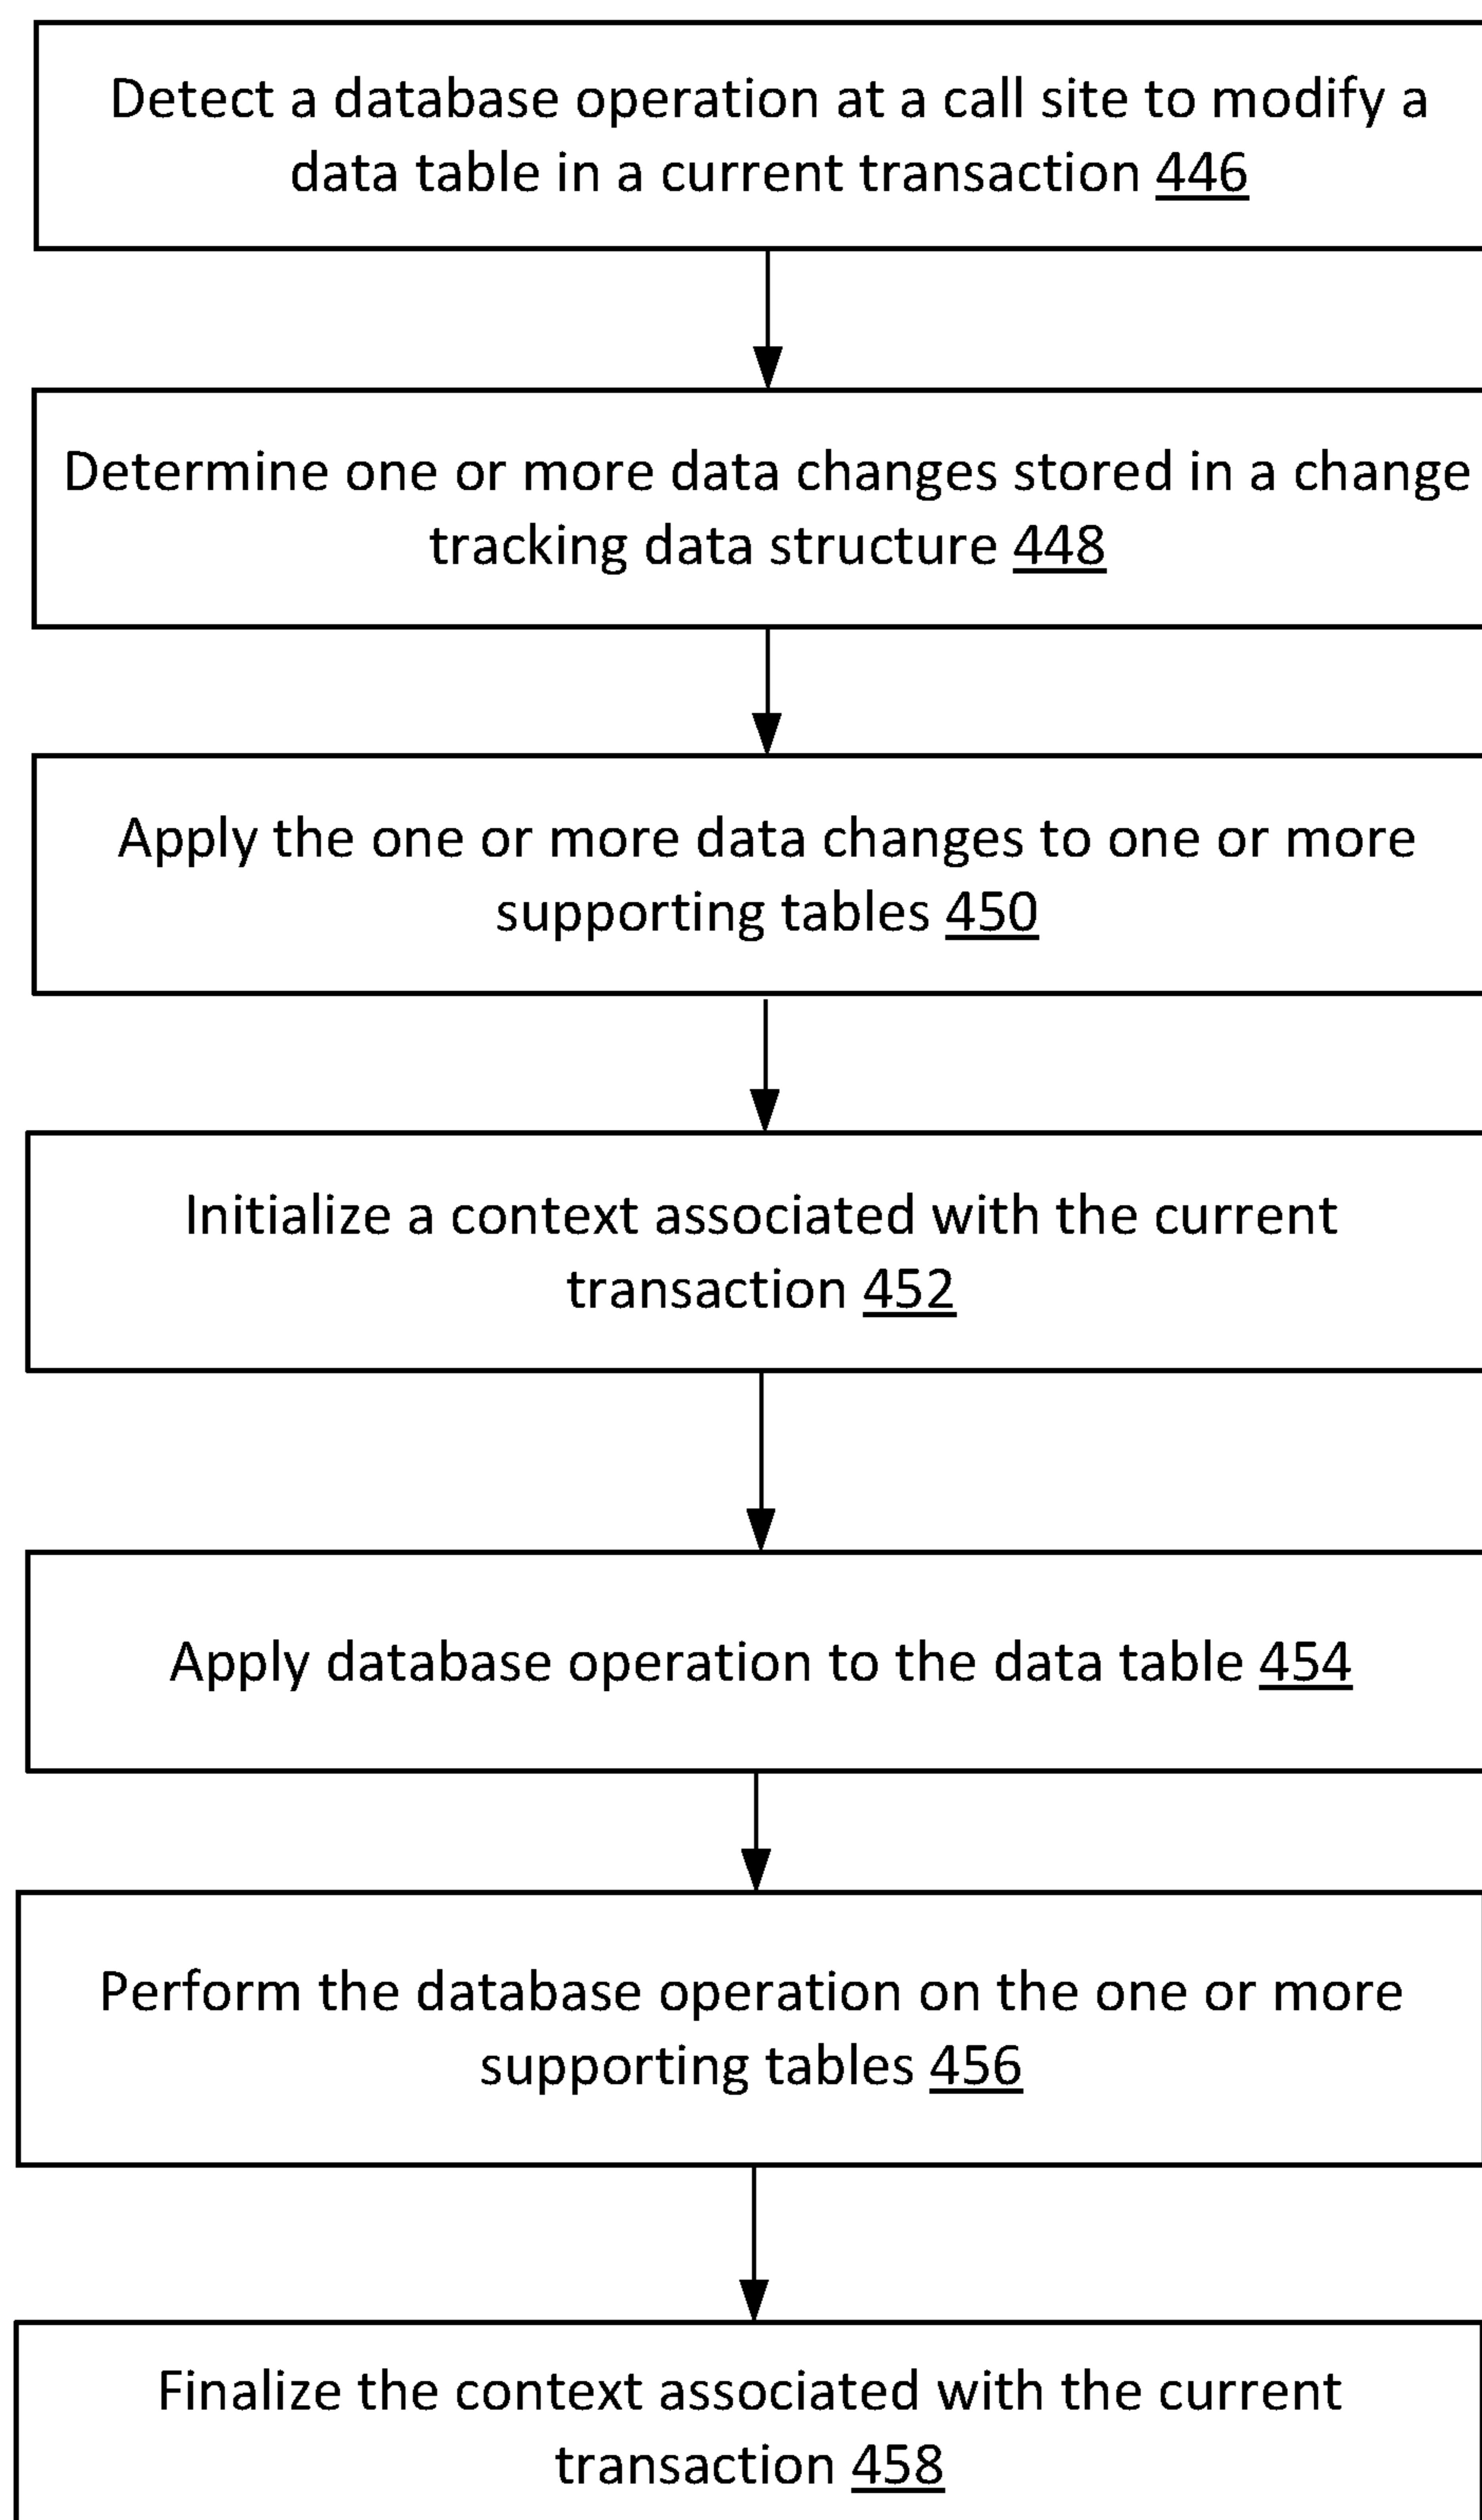 Detect a database operation at a call site to modify a
data table in a current transaction 446
Determine one or more data changes stored in a change
tracking data structure 448
Apply the one or more data changes to one or more
supporting tables 450
Initialize a context associated with the current
transaction 452
Apply database operation to the data table 454
Perform the database operation on the one or more
supporting tables 456
Finalize the context associated with the current
transaction 458